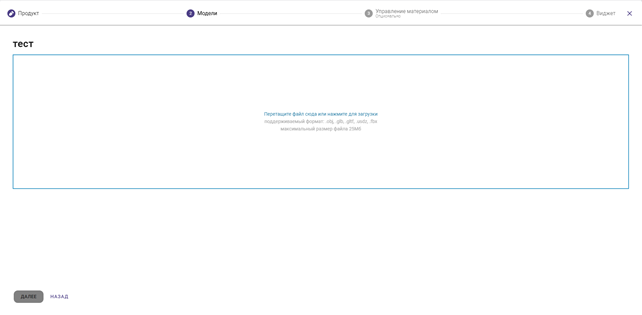 Продукт
2 Модели
3 Управление материалом
Опционально
4 Виджет
тест
Перетащите файл сюда или нажмите для загрузки
поддерживаемый формат: .obj, .glb, .gltf, .usdz, .fbx
максимальный размер файла 25Мб
ДАЛЕЕ НАЗАД